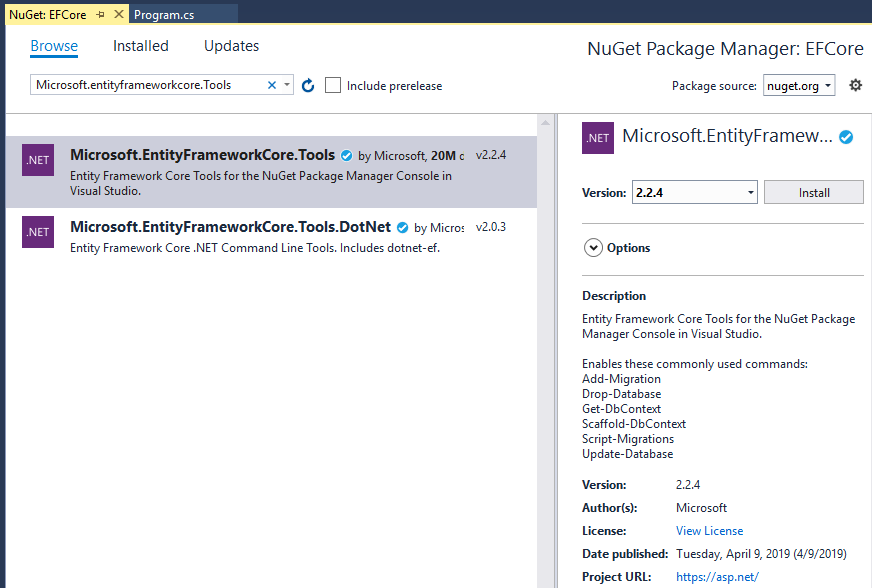 NuGet: EFCore
Program.cs
Browse Installed Updates
NuGet Package Manager: EFCore
Microsoft.entityframeworkcore.Tools
Include prerelease
Package source: nuget.org
.NET
Microsoft.EntityFrameworkCore.Tools by Microsoft, 20M d v2.2.4
Entity Framework Core Tools for the NuGet Package Manager Console in
Visual Studio.
.NET
Microsoft.EntityFrameworkCore.Tools.DotNet by Micros v2.0.3
Entity Framework Core .NET Command Line Tools. Includes dotnet-ef.
.NET
Microsoft.EntityFramew...
Version: 2.2.4 Install
Options
Description
Entity Framework Core Tools for the NuGet Package
Manager Console in Visual Studio.
Enables these commonly used commands:
Add-Migration
Drop-Database
Get-DbContext
Scaffold-DbContext
Script-Migrations
Update-Database
Version: 2.2.4
Author(s): Microsoft
License: View License
Date published: Tuesday, April 9, 2019 (4/9/2019)
Project URL: https://asp.net/